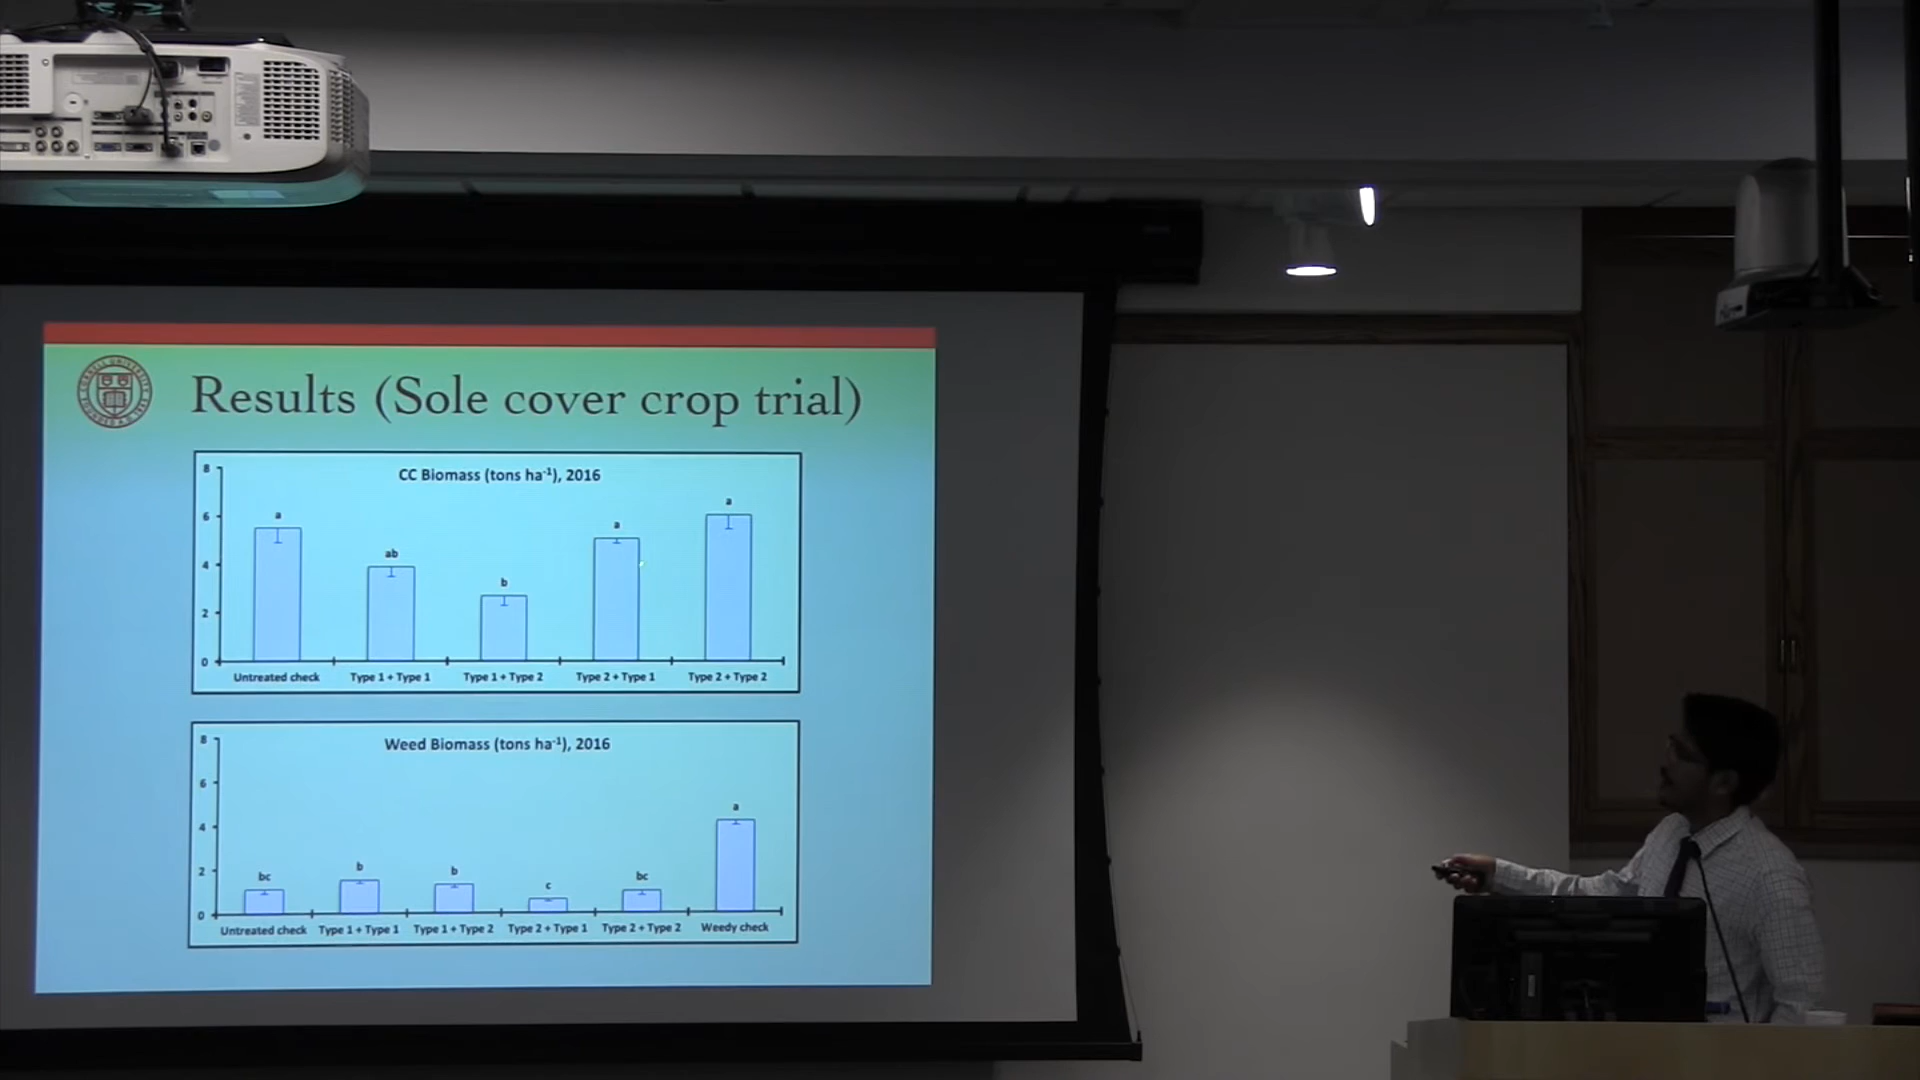 CORNELL UNIVERSITY
Results (Sole cover crop trial)
CC Biomass (tons ha⁻¹), 2016
8
6
4
2
0
a
ab
b
a
a
Untreated check
Type 1 + Type 1
Type 1 + Type 2
Type 2 + Type 1
Type 2 + Type 2
Weed Biomass (tons ha⁻¹), 2016
8
6
4
2
0
bc
b
b
c
bc
a
Untreated check
Type 1 + Type 1
Type 1 + Type 2
Type 2 + Type 1
Type 2 + Type 2
Weedy check